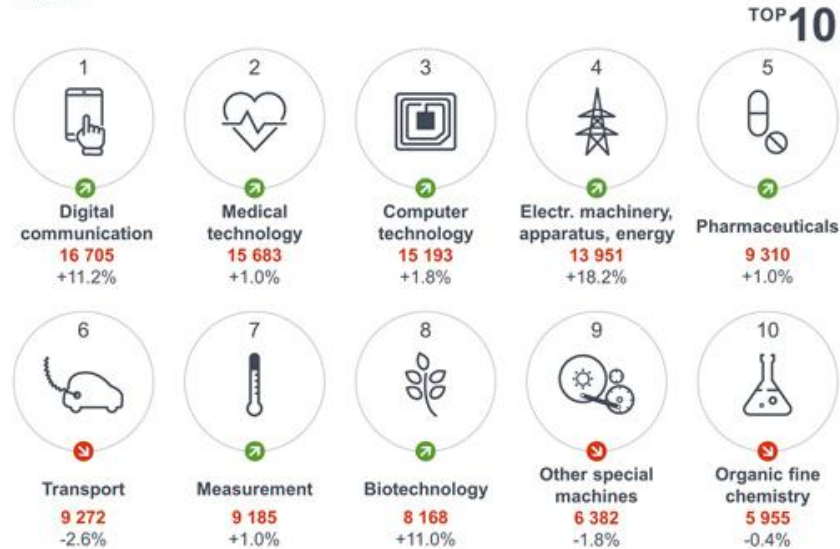 TOP 10
1
2
3
4
5
Digital
communication
16 705
+11.2%
Medical
technology
15 683
+1.0%
Computer
technology
15 193
+1.8%
Electr. machinery,
apparatus, energy
13 951
+18.2%
Pharmaceuticals
9 310
+1.0%
6
7
8
9
10
Transport
9 272
-2.6%
Measurement
9 185
+1.0%
Biotechnology
8 168
+11.0%
Other special
machines
6 382
-1.8%
Organic fine
chemistry
5 955
-0.4%